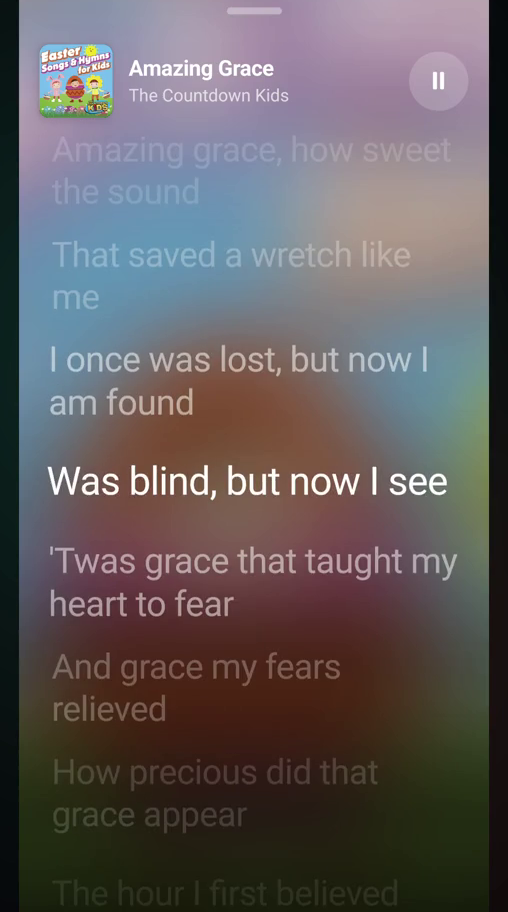 Easter
Songs & Hymns
for Kids
KIDS
Amazing Grace
The Countdown Kids
Amazing grace, how sweet
the sound
That saved a wretch like
me
I once was lost, but now I
am found
Was blind, but now I see
'Twas grace that taught my
heart to fear
And grace my fears
relieved
How precious did that
grace appear
The hour I first believed